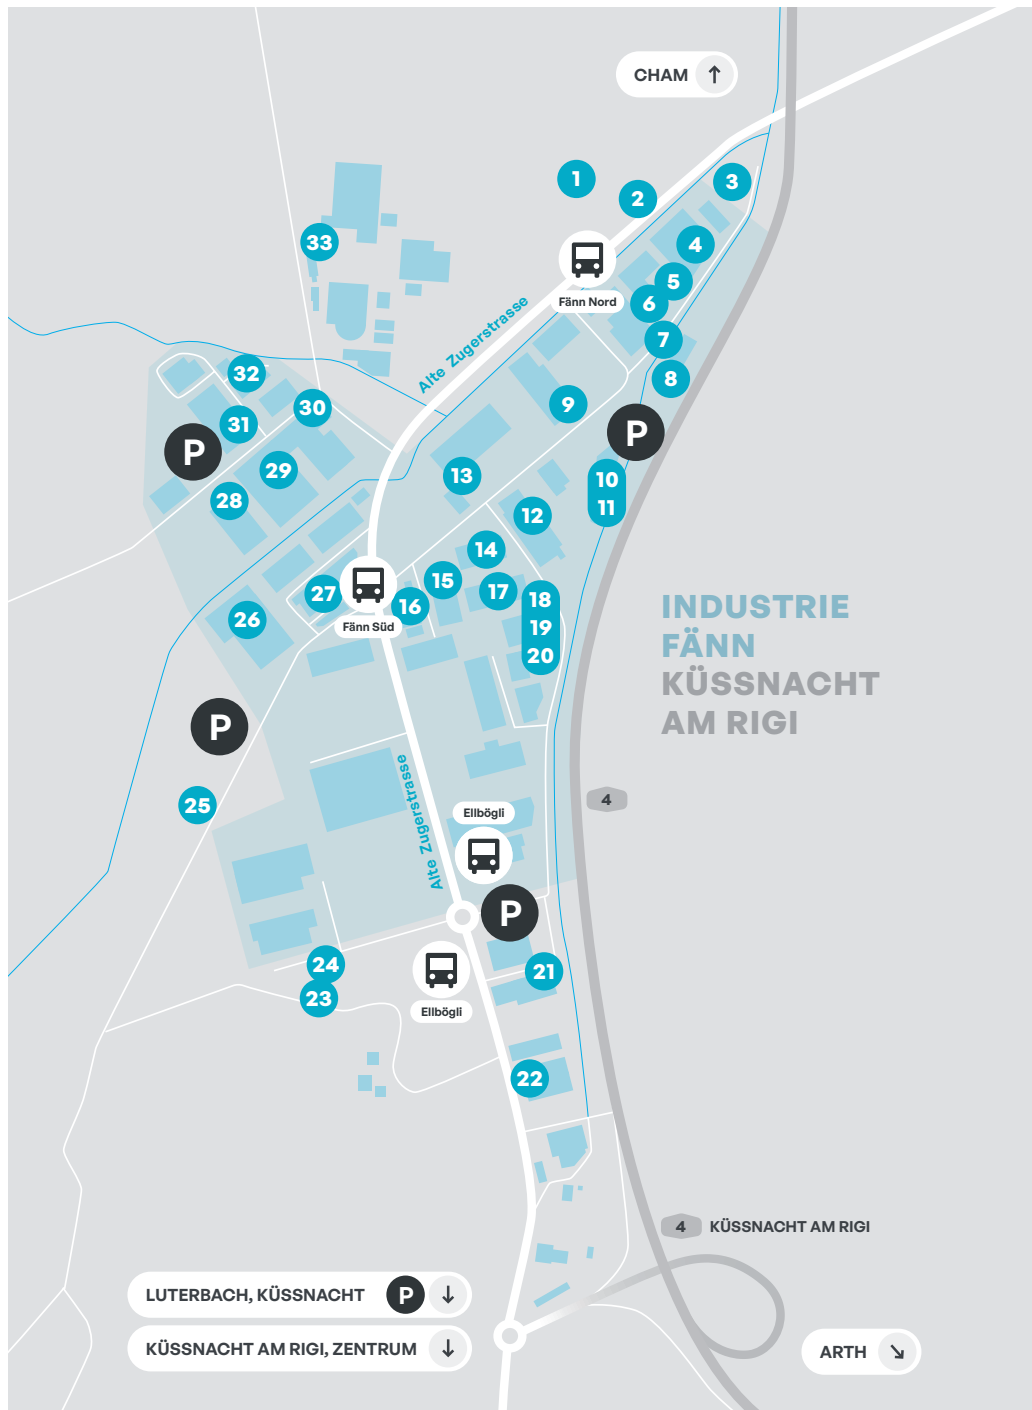 CHAM ↑
1
2
3
33
4
Fänn Nord
5
6
Alte Zugerstrasse
7
32
8
30
9
31
P
P
29
13
10
28
11
12
14
15
27
17
16
18
26
Fänn Süd
19
20
INDUSTRIE
FÄNN
KÜSSNACHT
AM RIGI
P
Alte Zugerstrasse
25
4
Ellbögli
P
24
21
23
Ellbögli
22
4 KÜSSNACHT AM RIGI
LUTERBACH, KÜSSNACHT P ↓
KÜSSNACHT AM RIGI, ZENTRUM ↓
ARTH ↘